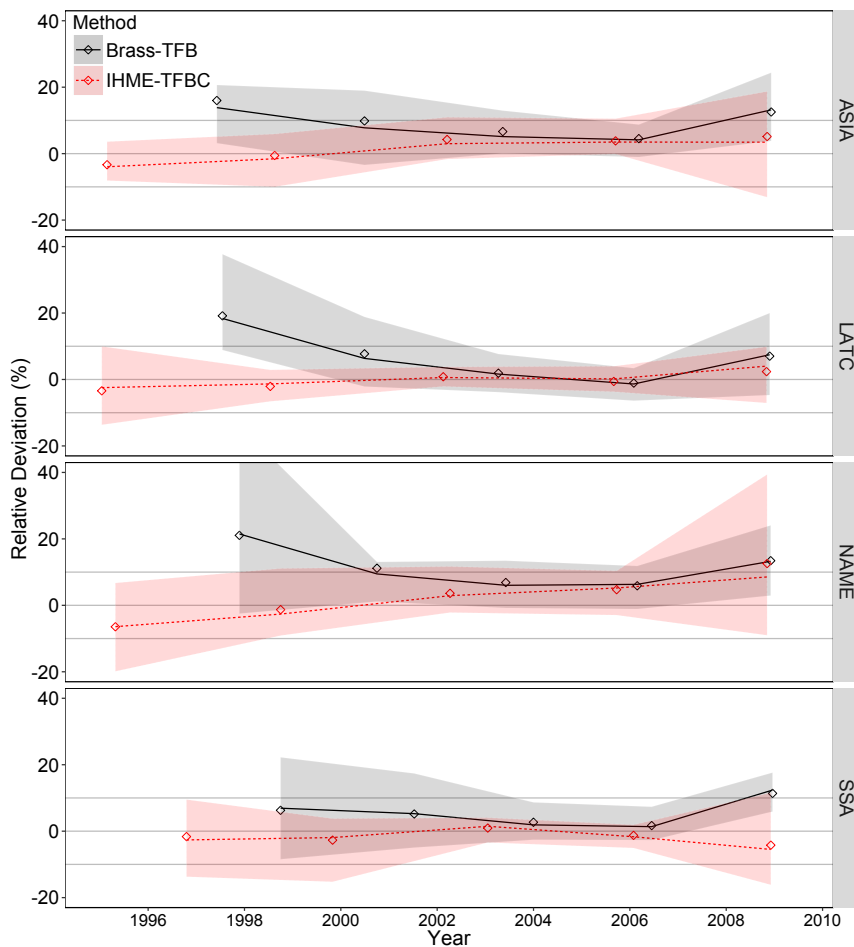 Method
Brass-TFB
IHME-TFBC
40
20
0
-20
ASIA
40
20
0
-20
LATC
40
20
0
-20
NAME
40
20
0
-20
SSA
Relative Deviation (%)
1996 1998 2000 2002 2004 2006 2008 2010
Year